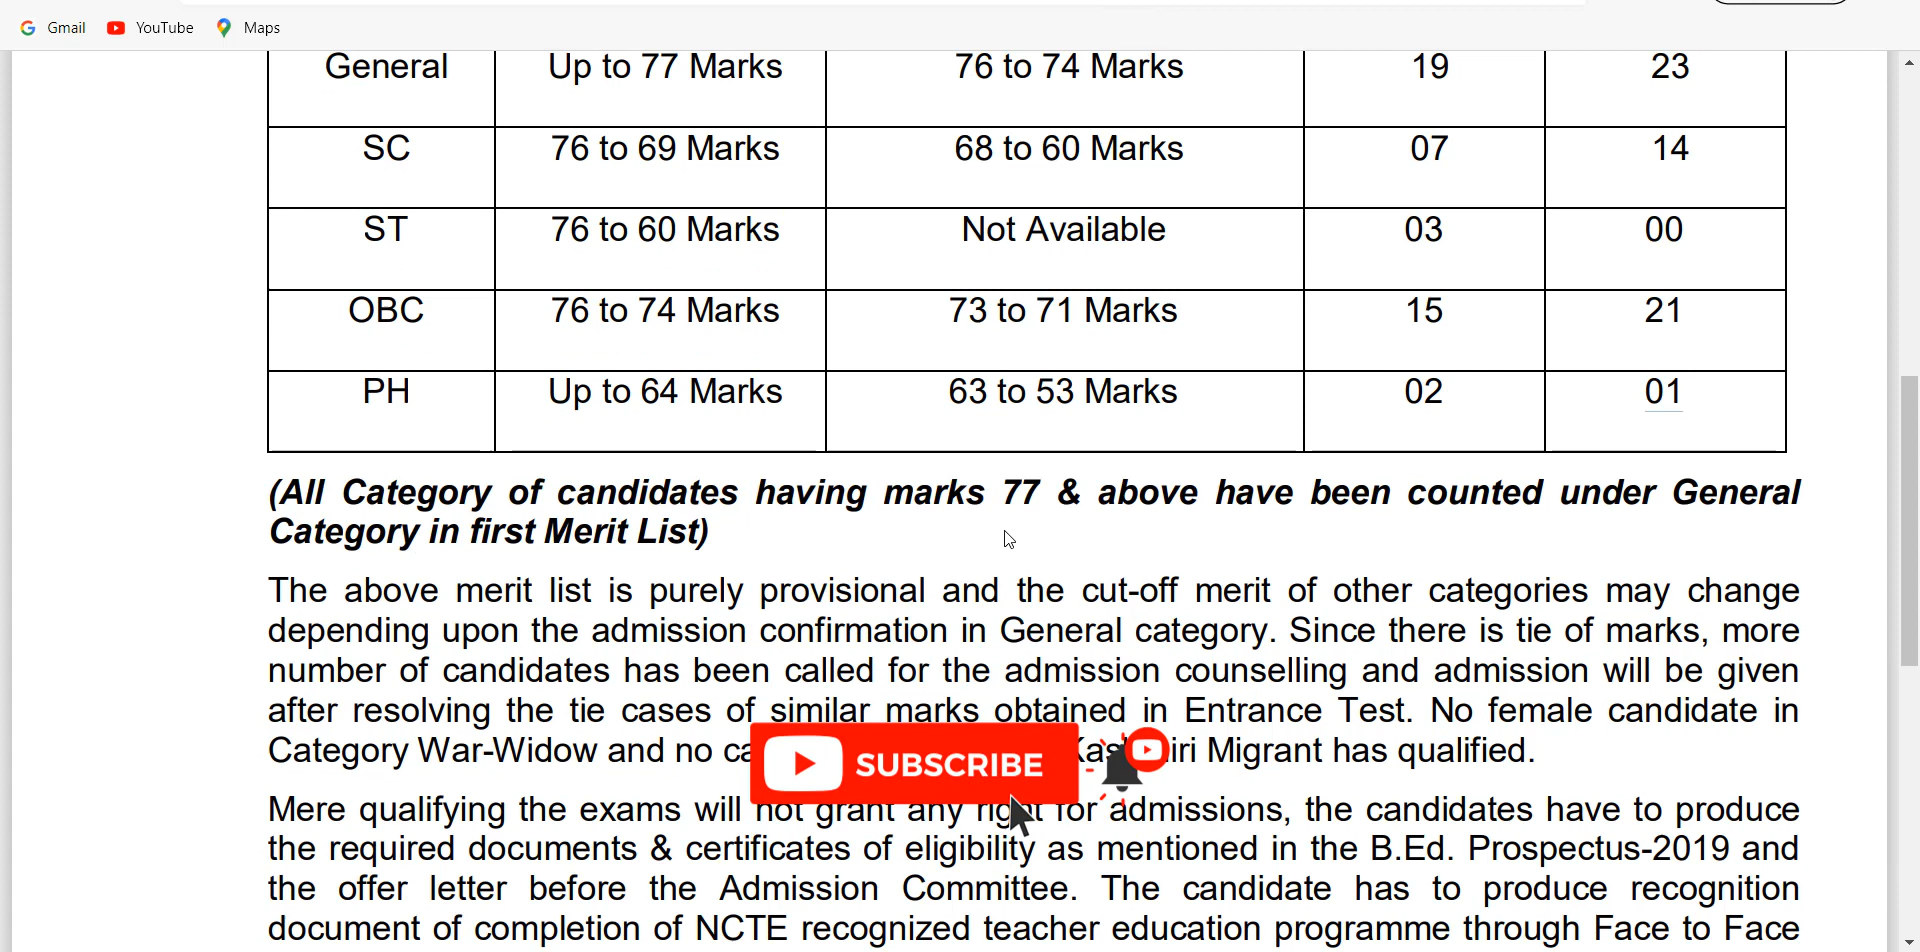 Gmail YouTube Maps
General Up to 77 Marks 76 to 74 Marks 19 23
SC 76 to 69 Marks 68 to 60 Marks 07 14
ST 76 to 60 Marks Not Available 03 00
OBC 76 to 74 Marks 73 to 71 Marks 15 21
PH Up to 64 Marks 63 to 53 Marks 02 01
(All Category of candidates having marks 77 & above have been counted under General
Category in first Merit List)
The above merit list is purely provisional and the cut-off merit of other categories may change
depending upon the admission confirmation in General category. Since there is tie of marks, more
number of candidates has been called for the admission counselling and admission will be given
after resolving the tie cases of similar marks obtained in Entrance Test. No female candidate in
Category War-Widow and no Migrant has qualified.
SUBSCRIBE
Mere qualifying the exams will not grant any right for admissions, the candidates have to produce
the required documents & certificates of eligibility as mentioned in the B.Ed. Prospectus-2019 and
the offer letter before the Admission Committee. The candidate has to produce recognition
document of completion of NCTE recognized teacher education programme through Face to Face